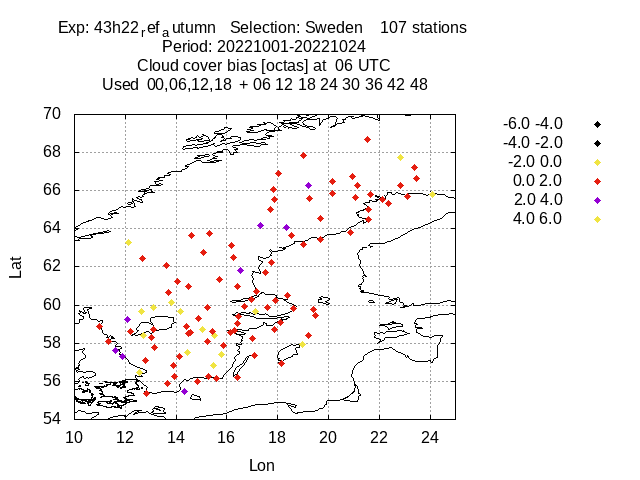 Exp: 43h22refautumn Selection: Sweden 107 stations
Period: 20221001-20221024
Cloud cover bias [octas] at 06 UTC
Used 00,06,12,18 + 06 12 18 24 30 36 42 48
-6.0 -4.0
-4.0 -2.0
-2.0 0.0
0.0 2.0
2.0 4.0
4.0 6.0
70
68
66
64
62
60
58
56
54
Lat
10 12 14 16 18 20 22 24
Lon